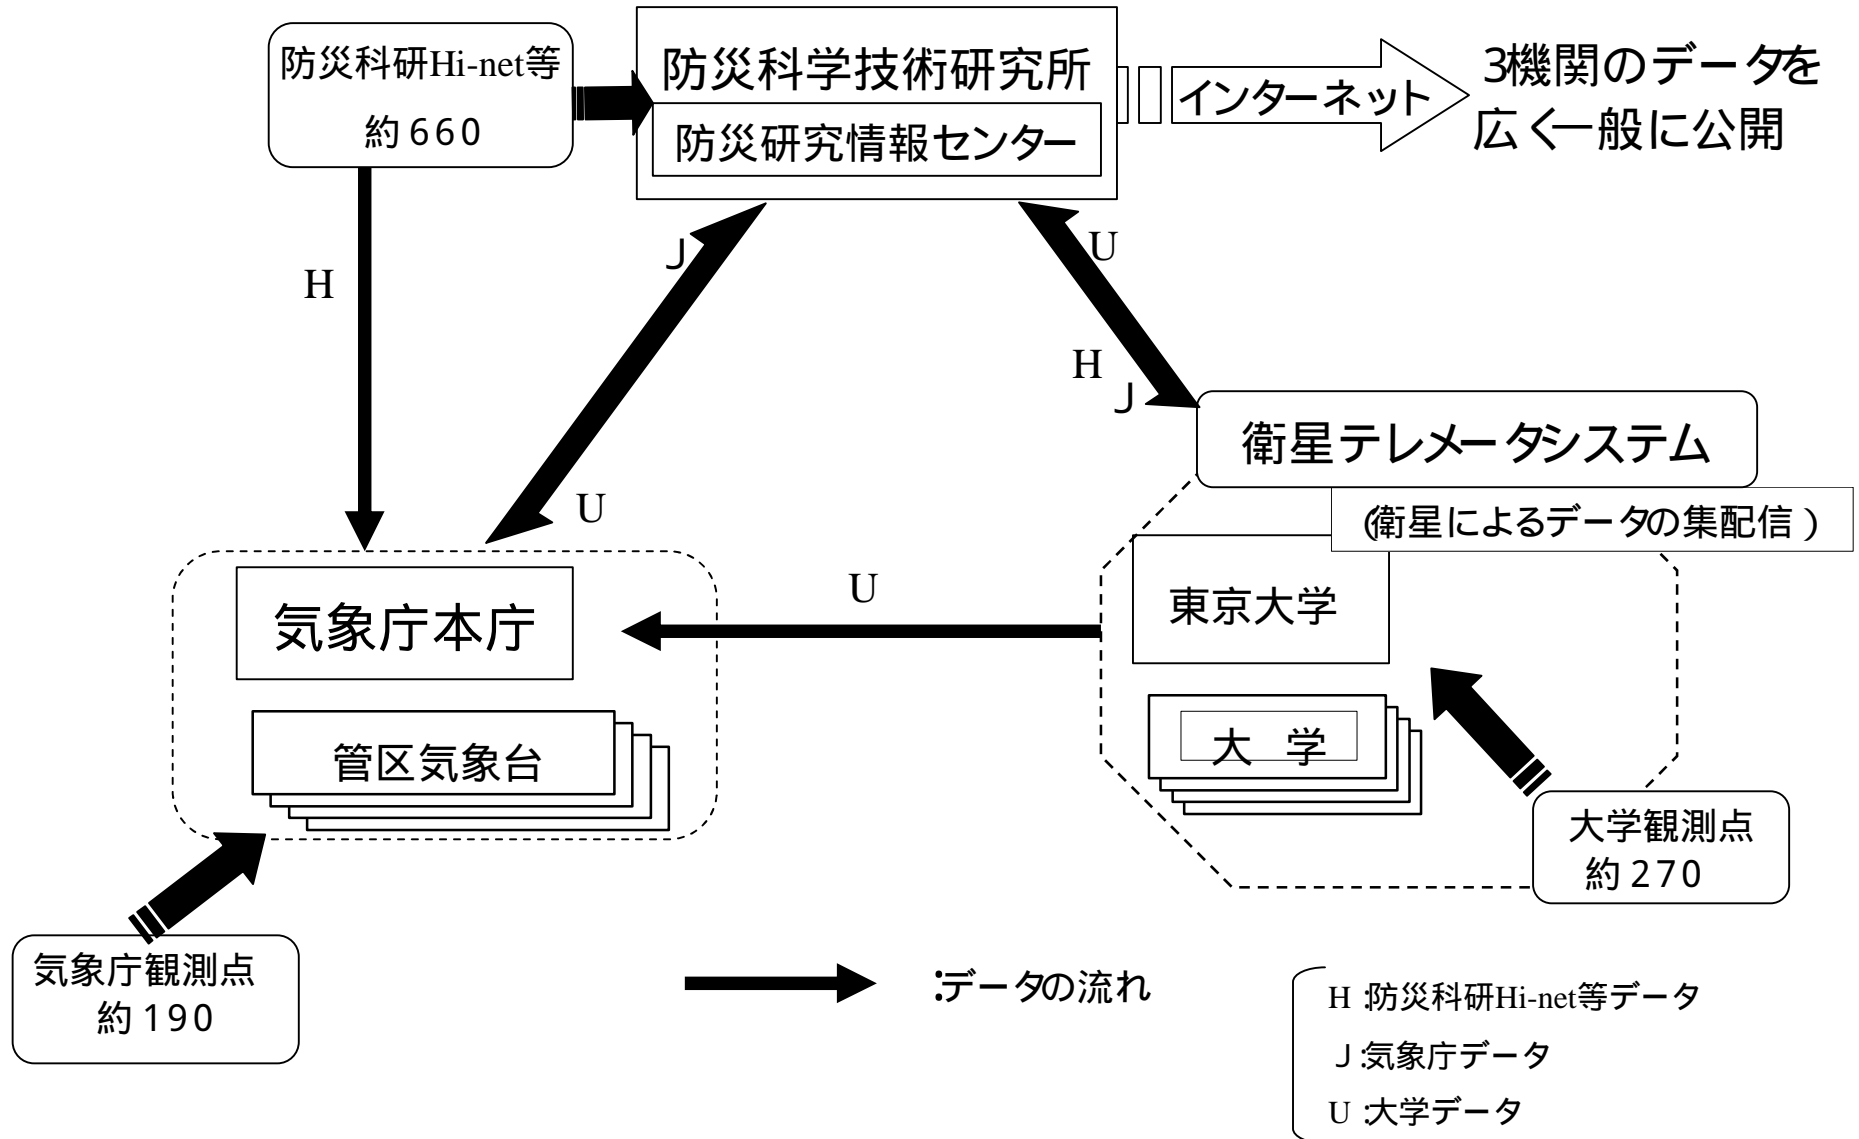 防災科研Hi-net等
約660
防災科学技術研究所
防災研究情報センター
インターネット
3機関のデータを
広く一般に公開
H
J
U
U
H
J
衛星テレメータシステム
(衛星によるデータの集配信)
気象庁本庁
U
東京大学
管区気象台
大 学
大学観測点
約270
気象庁観測点
約190
:データの流れ
H:防災科研Hi-net等データ
J:気象庁データ
U:大学データ